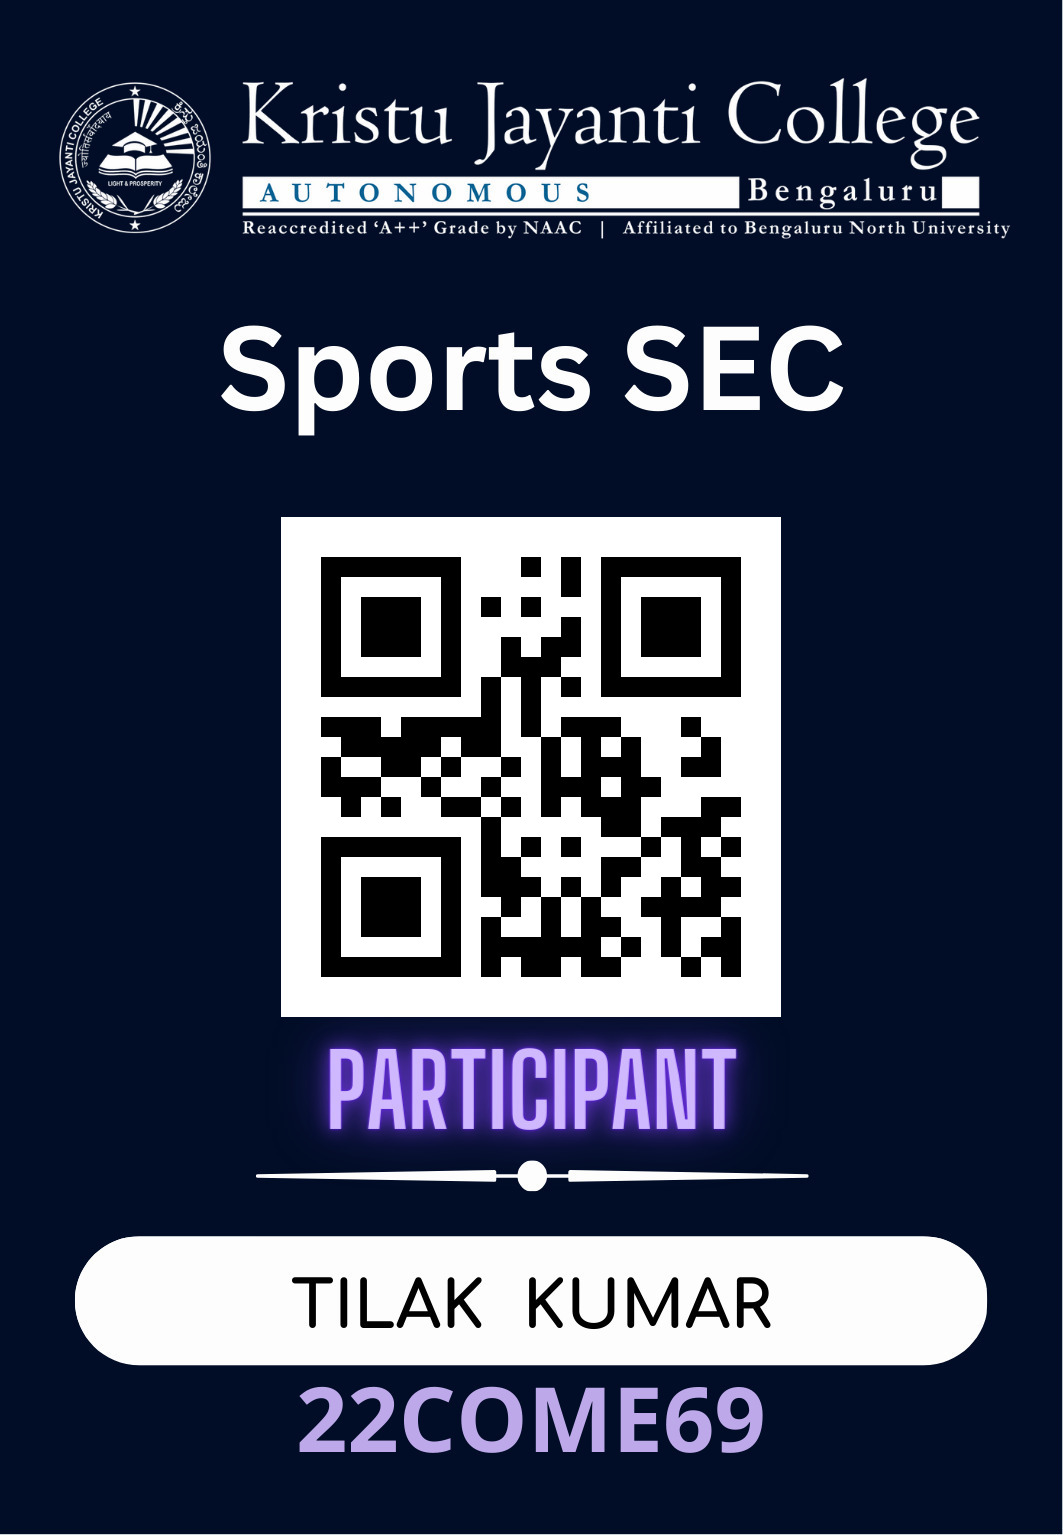 Kristu Jayanti College
AUTONOMOUS Bengaluru
Reaccredited ‘A++’ Grade by NAAC | Affiliated to Bengaluru North University
KRISTU JAYANTI COLLEGE
ಕ್ರಿಸ್ತು ಜಯಂತಿ ಕಾಲೇಜು
LIGHT & PROSPERITY
Sports SEC
PARTICIPANT
TILAK KUMAR
22COME69